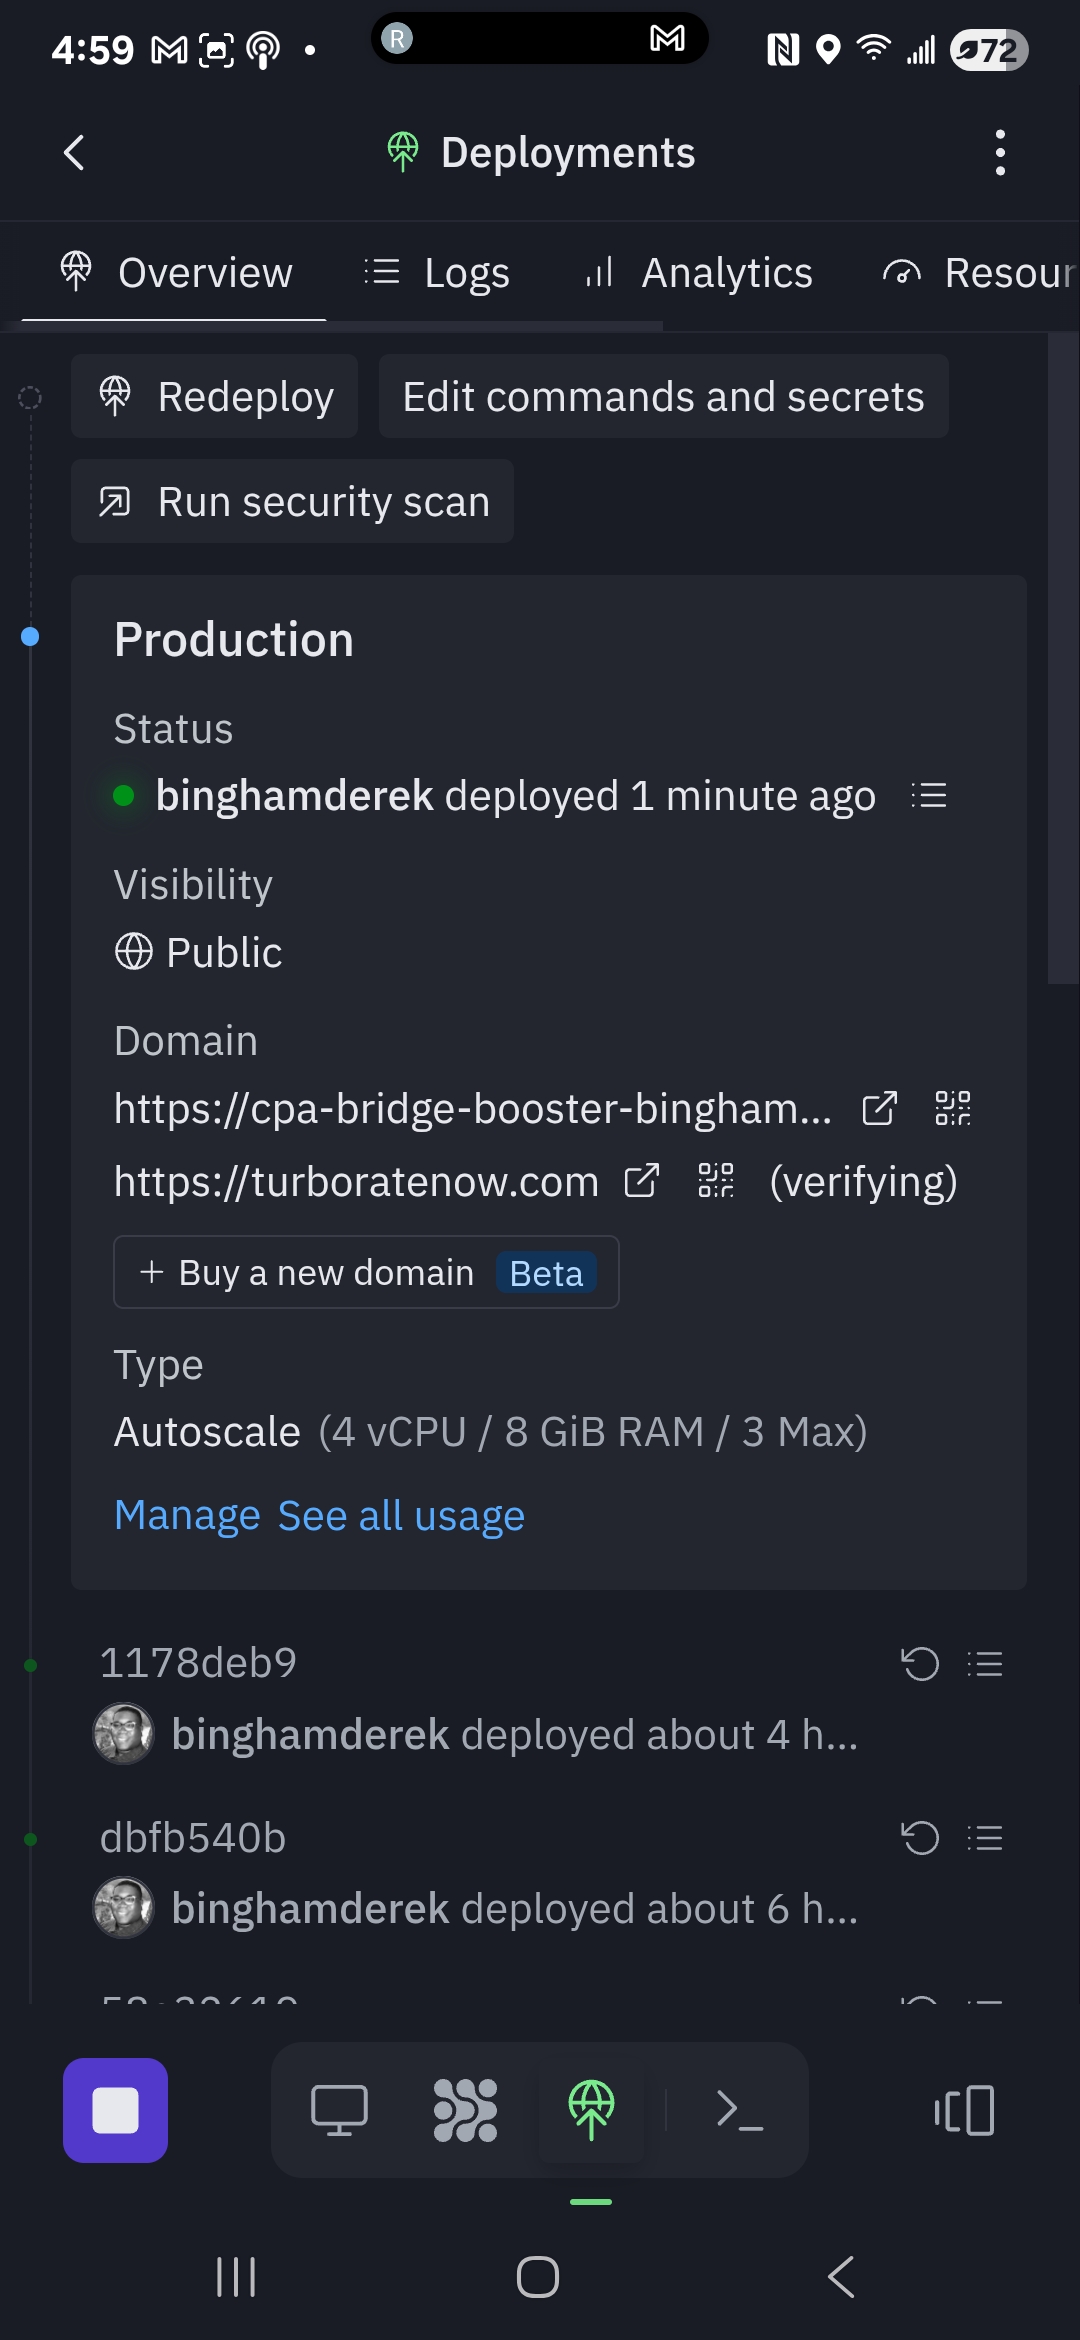 4:59
R
72
Deployments
Overview
Logs
Analytics
Resour
Redeploy
Edit commands and secrets
Run security scan
Production
Status
binghamderek deployed 1 minute ago
Visibility
Public
Domain
https://cpa-bridge-booster-bingham...
https://turboratenow.com (verifying)
+ Buy a new domain Beta
Type
Autoscale (4 vCPU / 8 GiB RAM / 3 Max)
Manage See all usage
1178deb9
binghamderek deployed about 4 h...
dbfb540b
binghamderek deployed about 6 h...